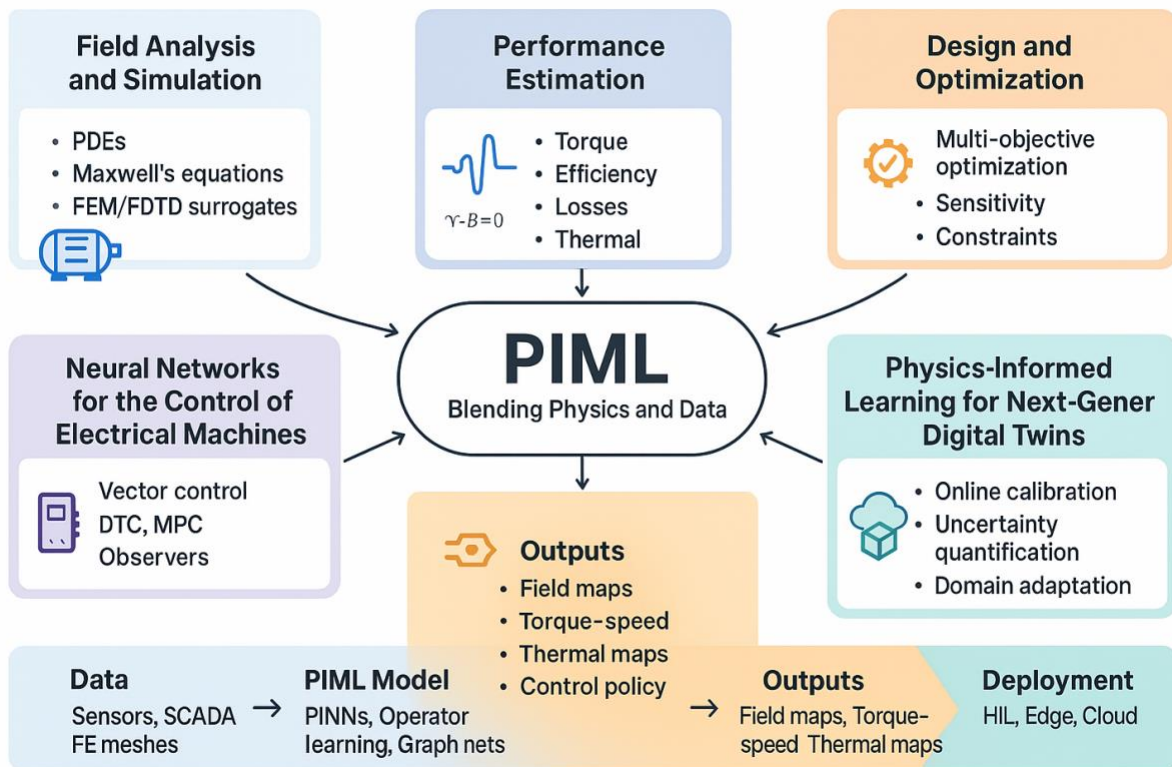 Field Analysis
and Simulation
• PDEs
• Maxwell's equations
• FEM/FDTD surrogates
Performance
Estimation
ϒ-B=0
• Torque
• Efficiency
• Losses
• Thermal
Design and
Optimization
Multi-objective
optimization
• Sensitivity
• Constraints
PIML
Blending Physics and Data
Neural Networks
for the Control of
Electrical Machines
Vector control
DTC, MPC
Observers
Physics-Informed
Learning for Next-Gener
Digital Twins
• Online calibration
• Uncertainty
quantification
• Domain adaptation
Outputs
• Field maps
• Torque-speed
• Thermal maps
• Control policy
Data
Sensors, SCADA
FE meshes
PIML Model
PINNs, Operator
learning, Graph nets
Outputs
Field maps, Torque-
speed Thermal maps
Deployment
HIL, Edge, Cloud